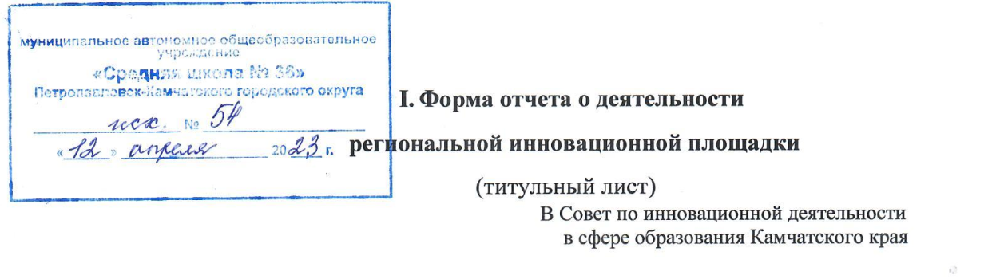 муниципальное автономное общеобразовательное
учреждение
«Средняя школа № 36»
Петропавловск-Камчатского городского округа
исх. № 54
«12» апреля 2023 г.
I. Форма отчета о деятельности
региональной инновационной площадки
(титульный лист)
В Совет по инновационной деятельности
в сфере образования Камчатского края